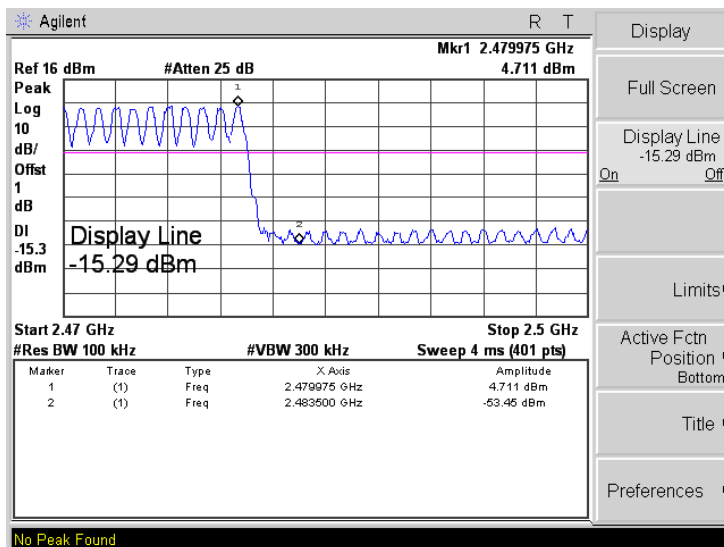 Agilent R T
Mkr1 2.479975 GHz
Ref 16 dBm #Atten 25 dB 4.711 dBm
Peak
Log
10
dB/
Offst
1
dB
DI
-15.3
dBm
1
2
Display Line
-15.29 dBm
Start 2.47 GHz Stop 2.5 GHz
#Res BW 100 kHz #VBW 300 kHz Sweep 4 ms (401 pts)
Marker Trace Type X Axis Amplitude
1 (1) Freq 2.479975 GHz 4.711 dBm
2 (1) Freq 2.483500 GHz -53.45 dBm
No Peak Found
Display
Full Screen
Display Line
-15.29 dBm
On Off
Limits
Active Fctn
Position
Bottom
Title
Preferences